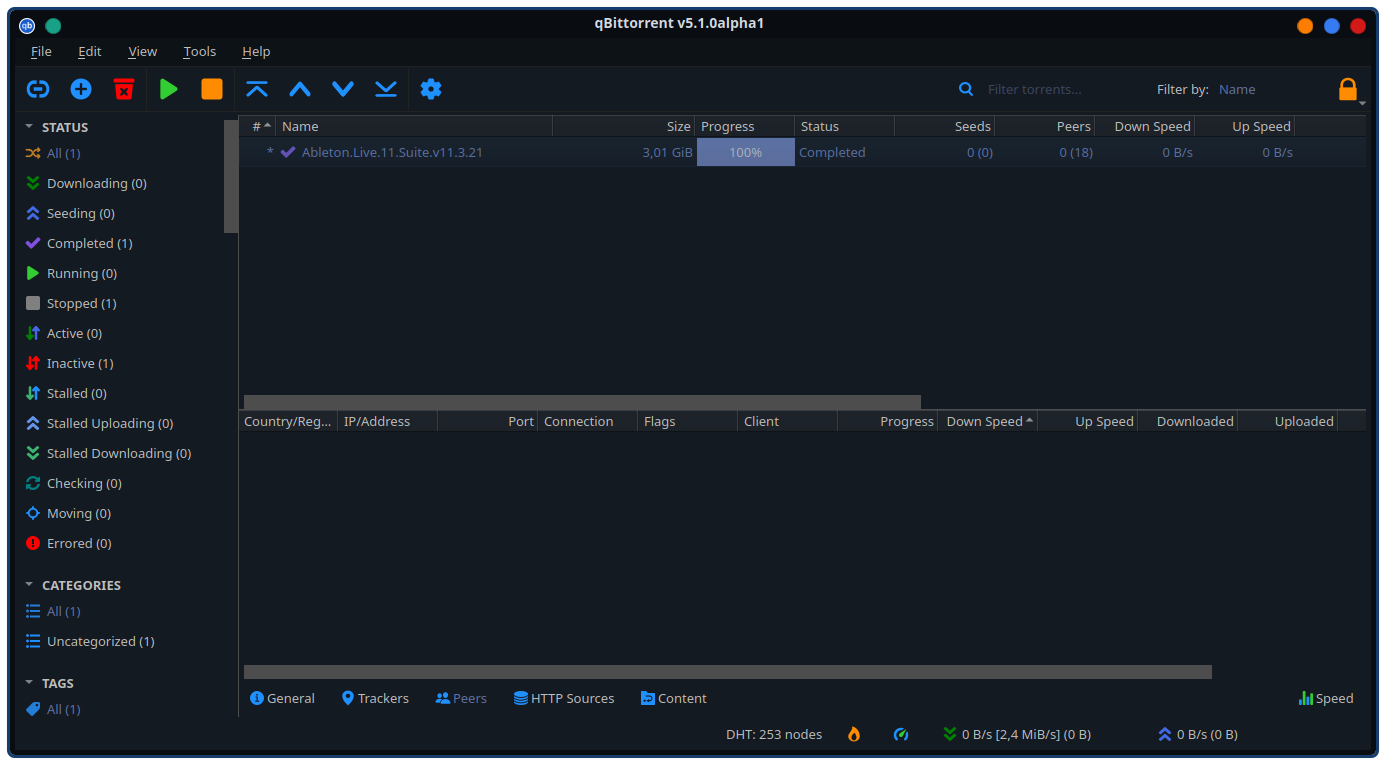 qb
qBittorrent v5.1.0alpha1
File Edit View Tools Help
Filter torrents... Filter by: Name
STATUS
All (1)
Downloading (0)
Seeding (0)
Completed (1)
Running (0)
Stopped (1)
Active (0)
Inactive (1)
Stalled (0)
Stalled Uploading (0)
Stalled Downloading (0)
Checking (0)
Moving (0)
Errored (0)
CATEGORIES
All (1)
Uncategorized (1)
TAGS
All (1)
# Name Size Progress Status Seeds Peers Down Speed Up Speed
* Ableton.Live.11.Suite.v11.3.21 3,01 GiB 100% Completed 0 (0) 0 (18) 0 B/s 0 B/s
Country/Reg... IP/Address Port Connection Flags Client Progress Down Speed Up Speed Downloaded Uploaded
General Trackers Peers HTTP Sources Content Speed
DHT: 253 nodes 0 B/s [2,4 MiB/s] (0 B) 0 B/s (0 B)